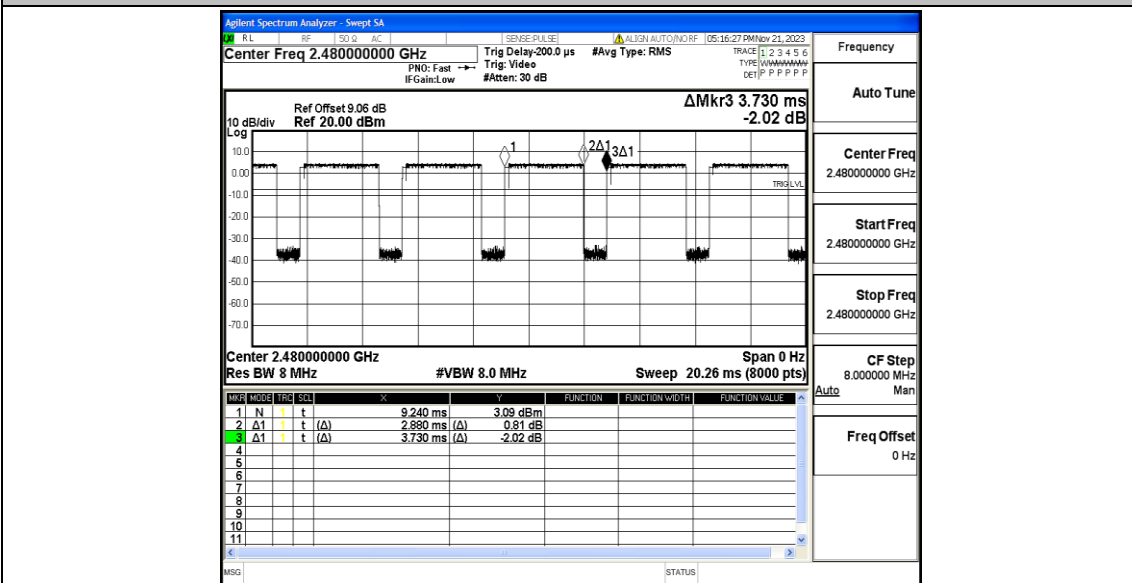 Agilent Spectrum Analyzer - Swept SA
RL RF 50 Ω AC SENSE:PULSE ALIGN AUTO/NO RF 05:16:27 PM Nov 21, 2023
Center Freq 2.480000000 GHz
PNO: Fast
IFGain:Low
Trig Delay-200.0 µs
Trig: Video
#Atten: 30 dB
#Avg Type: RMS
TRACE 1 2 3 4 5 6
TYPE
DET P P P P P P
ΔMkr3 3.730 ms
-2.02 dB
Ref Offset 9.06 dB
10 dB/div Ref 20.00 dBm
Log
10.0
0.00
-10.0
-20.0
-30.0
-40.0
-50.0
-60.0
-70.0
1
2Δ1
3Δ1
TRIG LVL
Center 2.480000000 GHz Span 0 Hz
Res BW 8 MHz #VBW 8.0 MHz Sweep 20.26 ms (8000 pts)
MKR MODE TRC SCL X Y FUNCTION FUNCTION WIDTH FUNCTION VALUE
1 N 1 t 9.240 ms 3.09 dBm
2 Δ1 1 t (Δ) 2.880 ms (Δ) 0.81 dB
3 Δ1 1 t (Δ) 3.730 ms (Δ) -2.02 dB
4
5
6
7
8
9
10
11
MSG STATUS
Frequency
Auto Tune
Center Freq
2.480000000 GHz
Start Freq
2.480000000 GHz
Stop Freq
2.480000000 GHz
CF Step
8.000000 MHz
Auto Man
Freq Offset
0 Hz